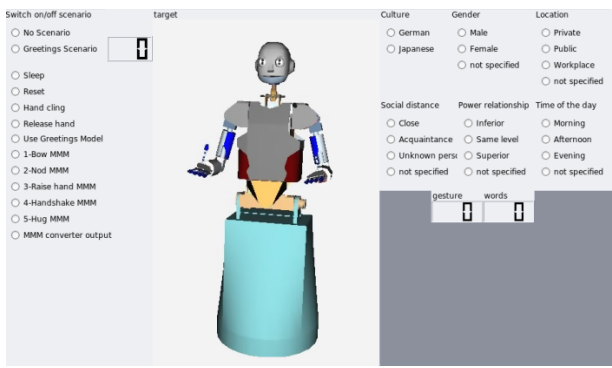 Switch on/off scenario
No Scenario
Greetings Scenario
0
Sleep
Reset
Hand cling
Release hand
Use Greetings Model
1-Bow MMM
2-Nod MMM
3-Raise hand MMM
4-Handshake MMM
5-Hug MMM
MMM converter output
target
Culture
German
Japanese
Gender
Male
Female
not specified
Location
Private
Public
Workplace
not specified
Social distance
Close
Acquaintance
Unknown perso
not specified
Power relationship
Inferior
Same level
Superior
not specified
Time of the day
Morning
Afternoon
Evening
not specified
gesture
0
words
0